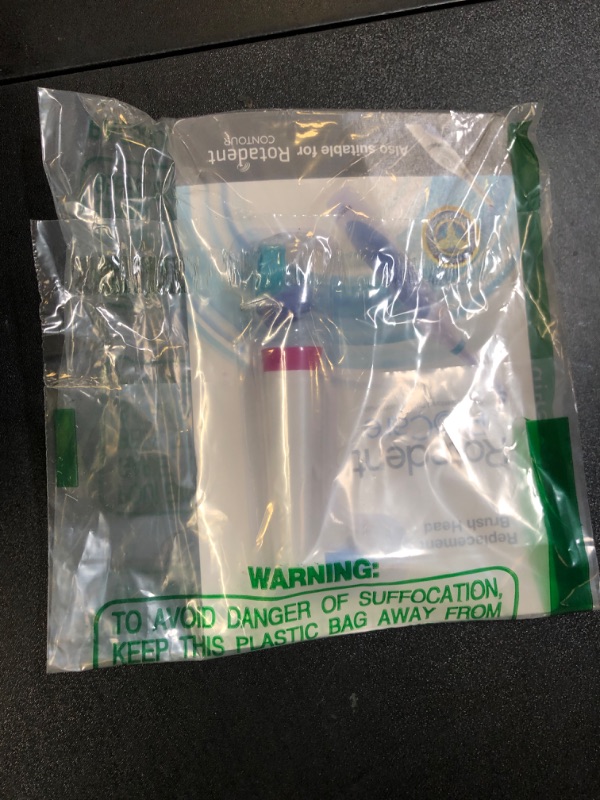 WARNING:
TO AVOID DANGER OF SUFFOCATION,
KEEP THIS PLASTIC BAG AWAY FROM
Replacement
Brush Head
Rotadent
ProCare
Also suitable for Rotadent
CONTOUR